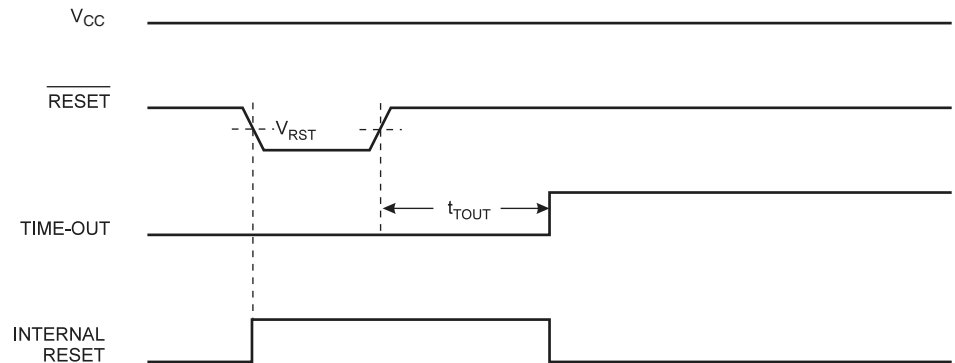 VCC
RESET
VRST
tTOUT
TIME-OUT
INTERNAL
RESET